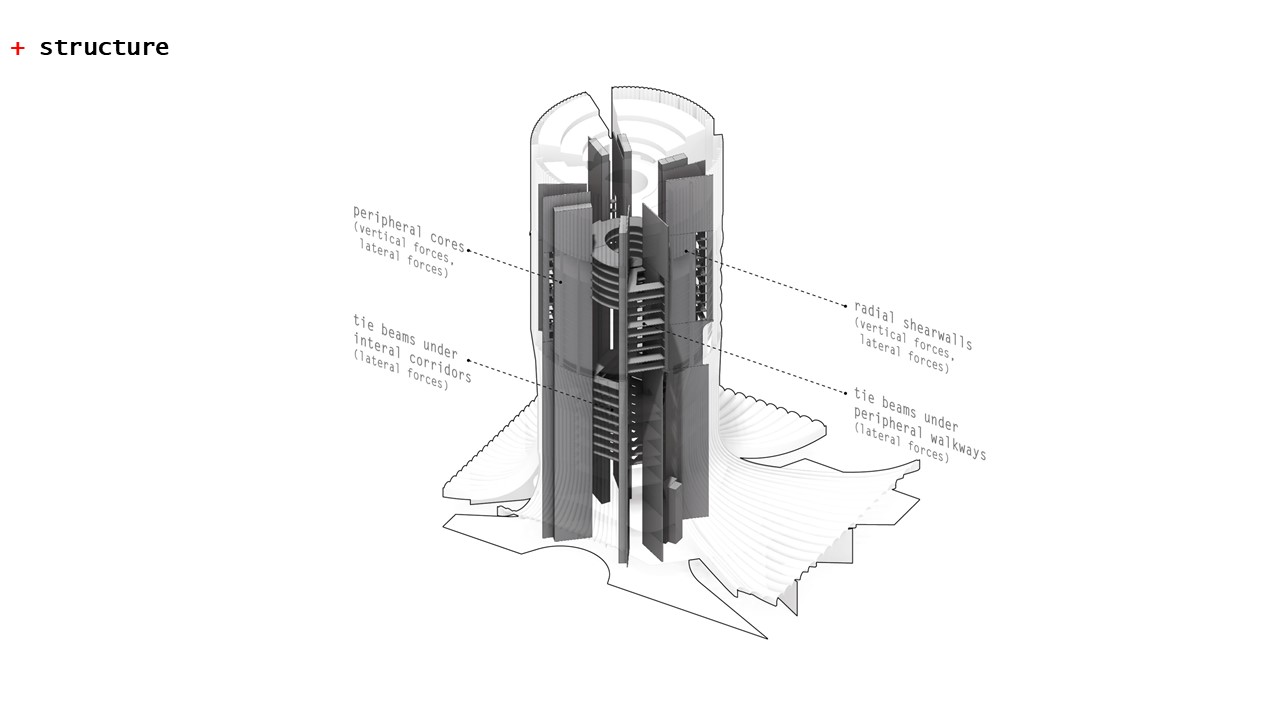 + structure
peripheral cores
(vertical forces,
lateral forces)
tie beams under
interal corridors
(lateral forces)
radial shearwalls
(vertical forces,
lateral forces)
tie beams under
peripheral walkways
(lateral forces)